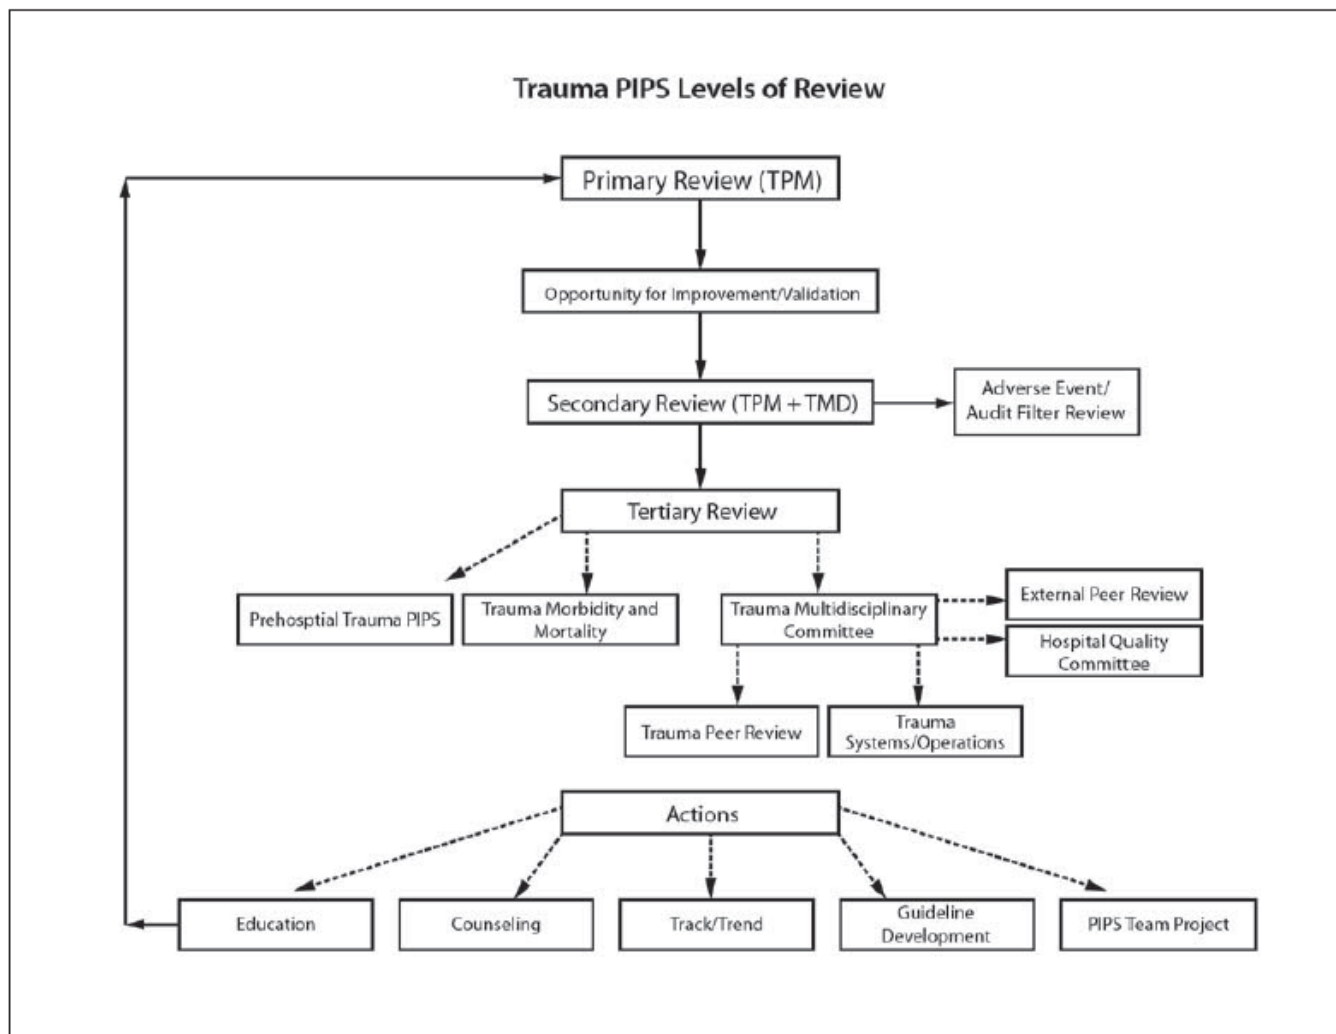 Trauma PIPS Levels of Review
Primary Review (TPM)
Opportunity for Improvement/Validation
Secondary Review (TPM + TMD)
Adverse Event/
Audit Filter Review
Tertiary Review
Prehosptial Trauma PIPS
Trauma Morbidity and
Mortality
Trauma Multidisciplinary
Committee
External Peer Review
Hospital Quality
Committee
Trauma Peer Review
Trauma
Systems/Operations
Actions
Education
Counseling
Track/Trend
Guideline
Development
PIPS Team Project